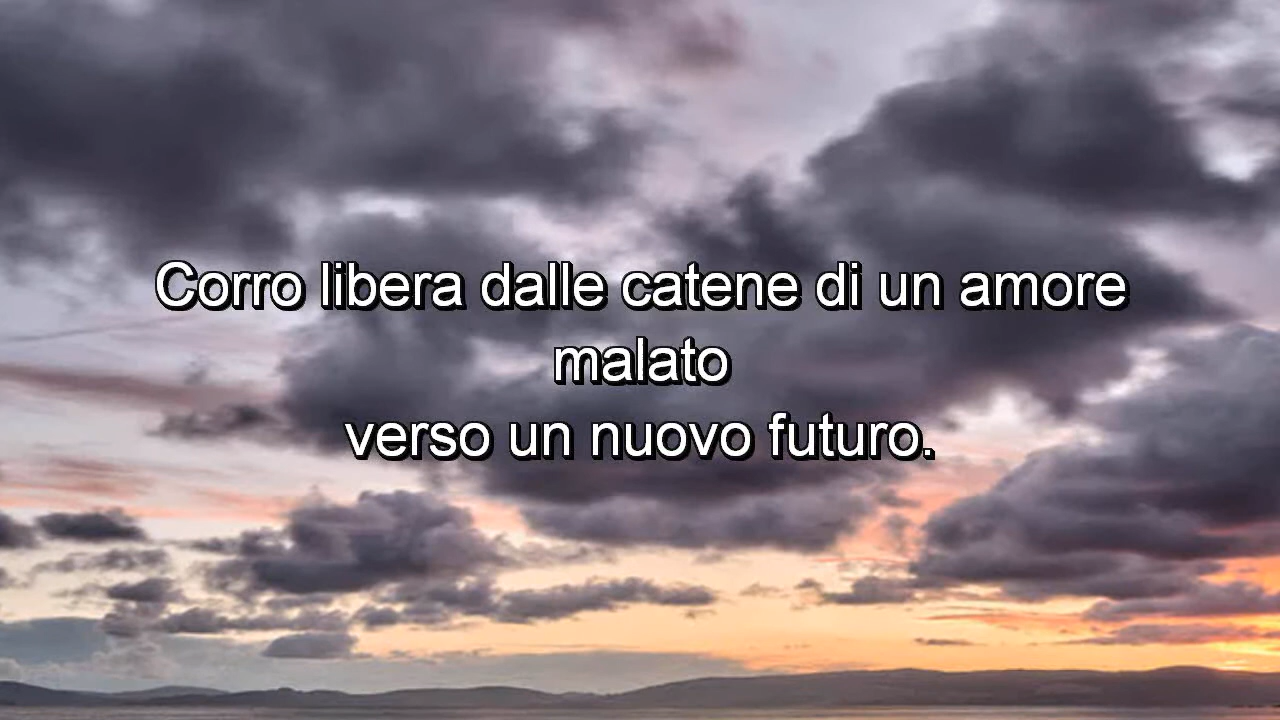 Corro libera dalle catene di un amore
malato
verso un nuovo futuro.